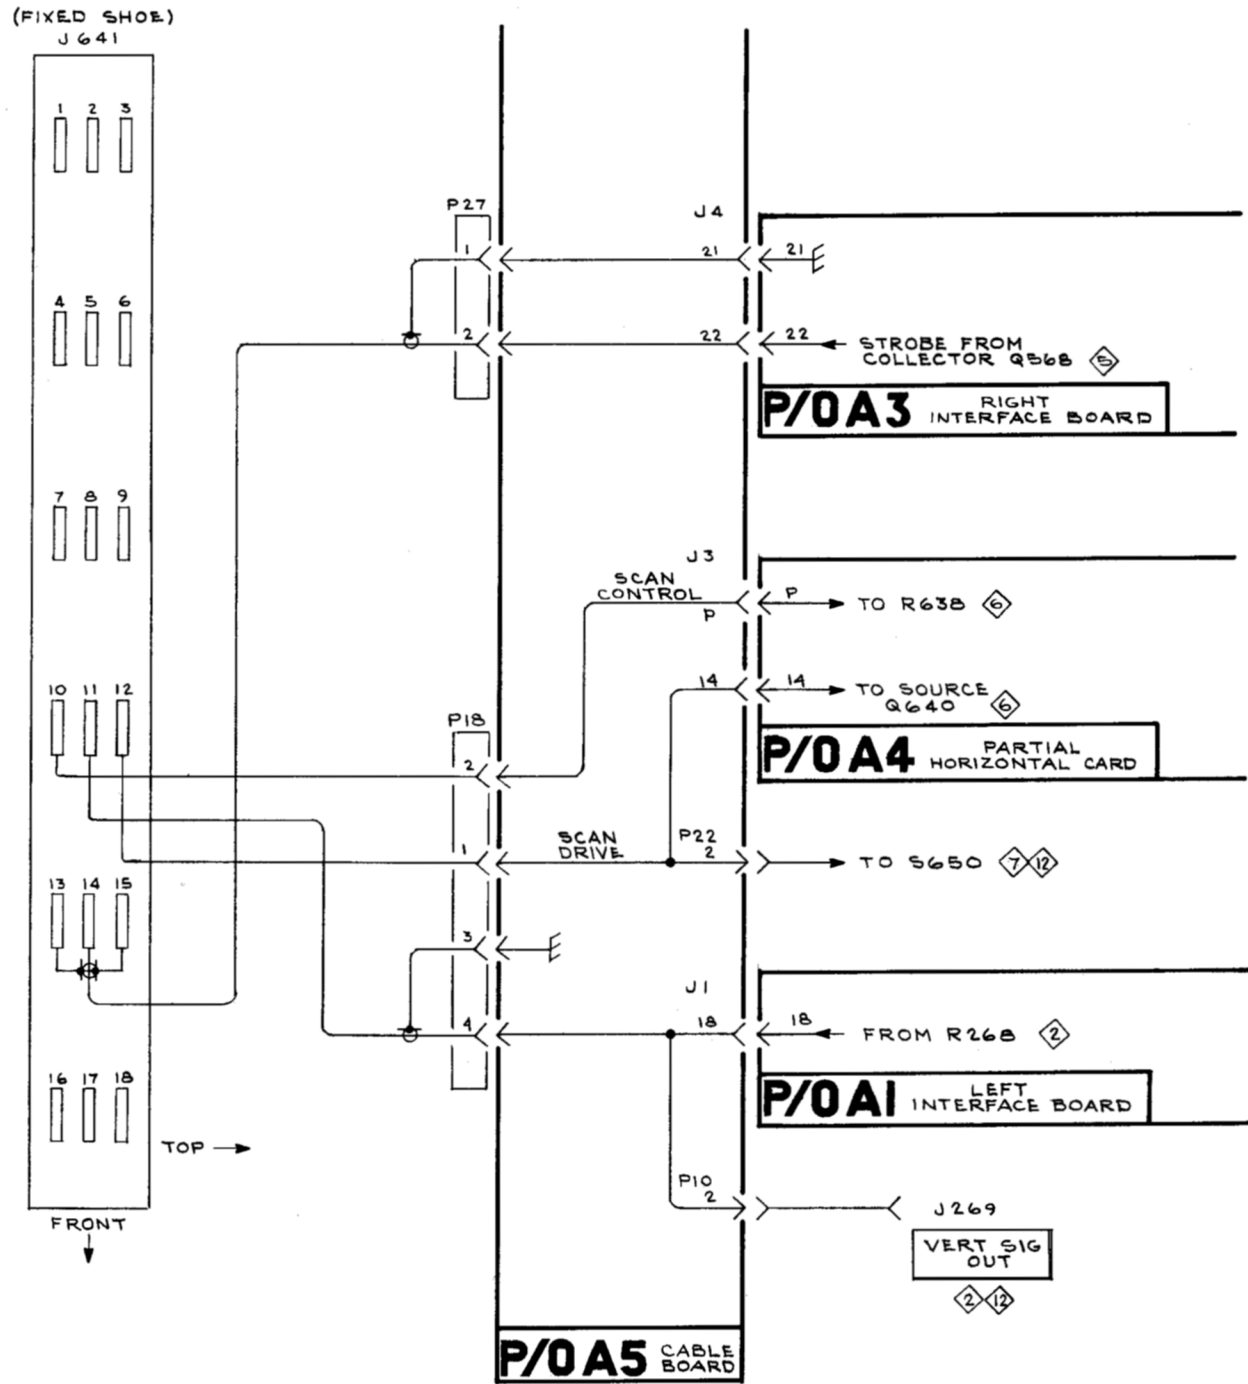 (FIXED SHOE)
J641
1 2 3
4 5 6
7 8 9
10 11 12
13 14 15
16 17 18
TOP
FRONT
P27
1
2
J4
21 21
22 22
STROBE FROM
COLLECTOR Q568 5
P/O A3 RIGHT
INTERFACE BOARD
J3
SCAN
CONTROL
P P
TO R638 6
14 14
TO SOURCE
Q640 6
P/O A4 PARTIAL
HORIZONTAL CARD
P18
2
1
3
4
SCAN
DRIVE
P22
2
TO S650 7 12
J1
18 18
FROM R268 2
P/O A1 LEFT
INTERFACE BOARD
P10
2
J269
VERT SIG
OUT
2 12
P/O A5 CABLE
BOARD